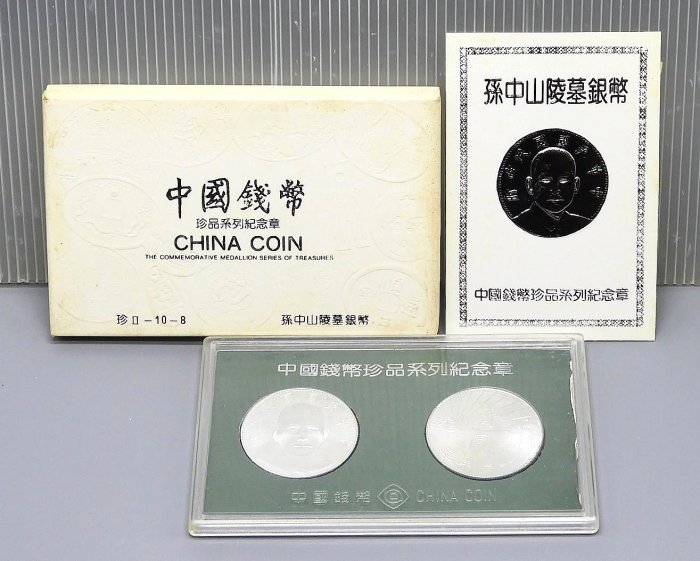 中國錢幣
珍品系列紀念章
CHINA COIN
THE COMMEMORATIVE MEDALLION SERIES OF TREASURES
珍Ⅱ-10-8
孫中山陵墓銀幣
孫中山陵墓銀幣
中國錢幣珍品系列紀念章
中國錢幣珍品系列紀念章
中國錢幣
CHINA COIN